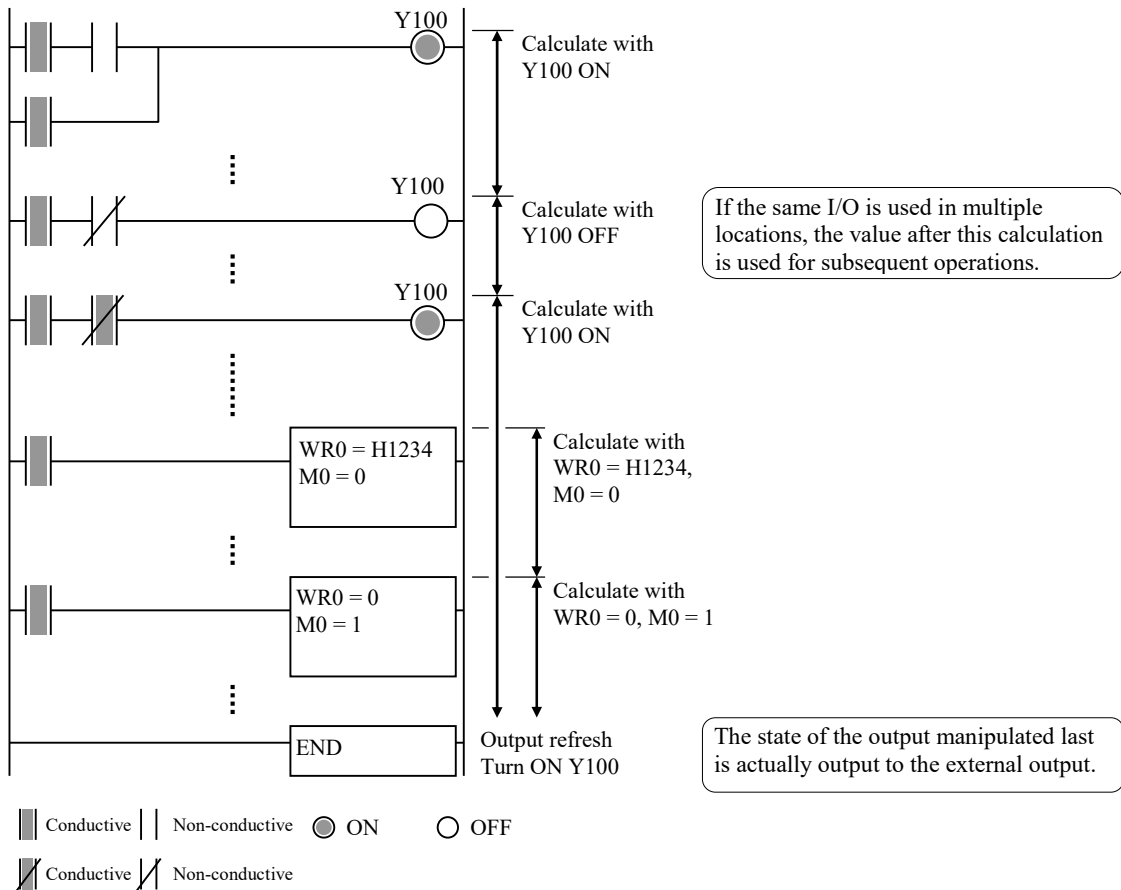 Y100
Calculate with
Y100 ON
Y100
Calculate with
Y100 OFF
If the same I/O is used in multiple
locations, the value after this calculation
is used for subsequent operations.
Y100
Calculate with
Y100 ON
WR0 = H1234
M0 = 0
Calculate with
WR0 = H1234,
M0 = 0
WR0 = 0
M0 = 1
Calculate with
WR0 = 0, M0 = 1
END
Output refresh
Turn ON Y100
The state of the output manipulated last
is actually output to the external output.
Conductive Non-conductive ON OFF
Conductive Non-conductive